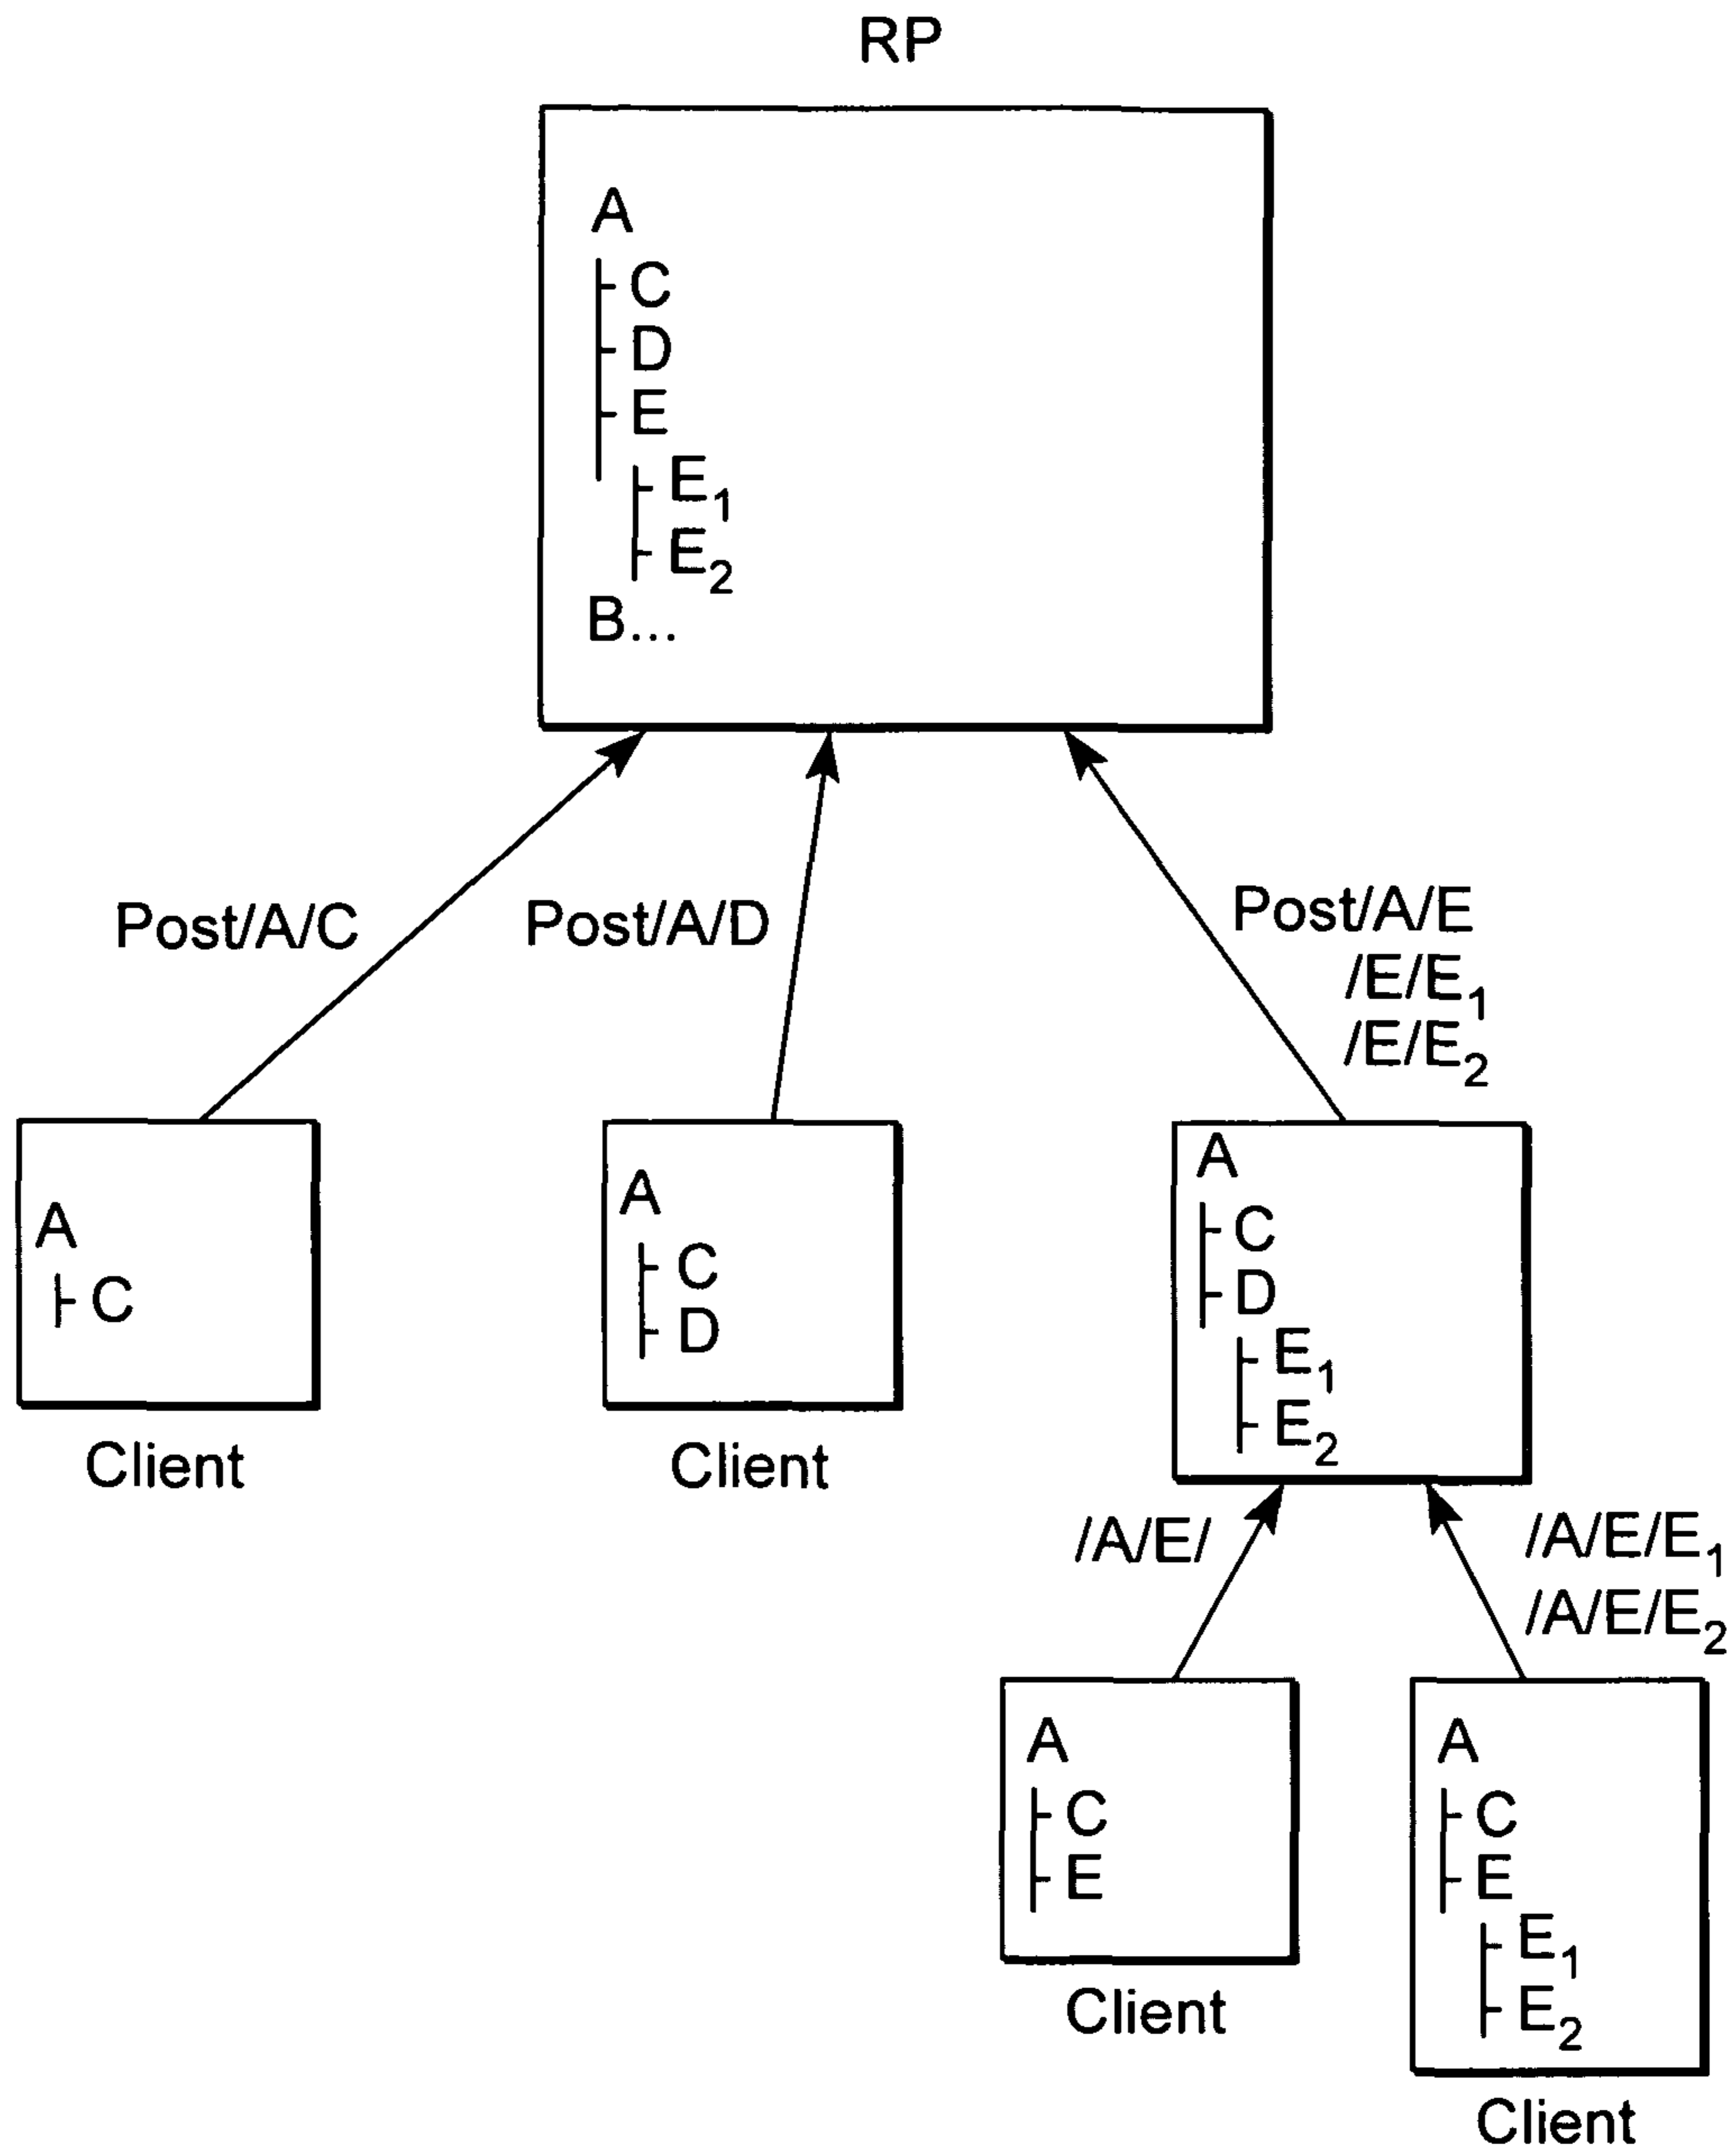 RP
A
C
D
E
E₁
E₂
B...
Post/A/C
Post/A/D
Post/A/E
/E/E₁
/E/E₂
A
C
Client
A
C
D
Client
A
C
D
E₁
E₂
/A/E/
/A/E/E₁
/A/E/E₂
A
C
E
Client
A
C
E
E₁
E₂
Client